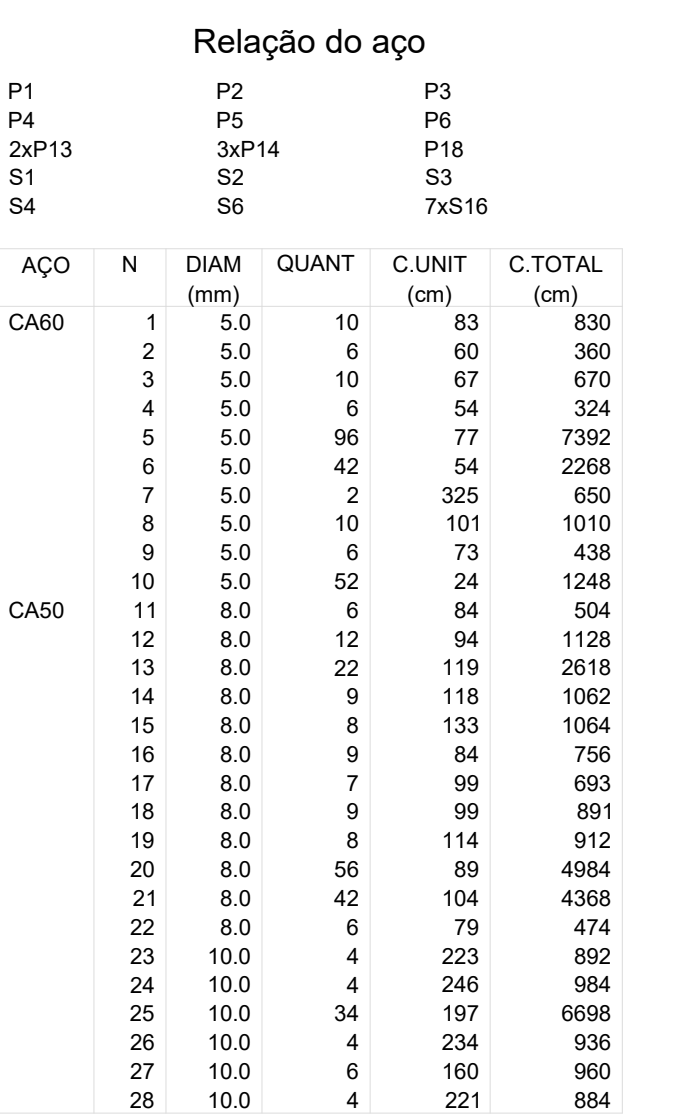 Relação do aço
P1 P2 P3
P4 P5 P6
2xP13 3xP14 P18
S1 S2 S3
S4 S6 7xS16
AÇO N DIAM QUANT C.UNIT C.TOTAL
(mm) (cm) (cm)
CA60 1 5.0 10 83 830
2 5.0 6 60 360
3 5.0 10 67 670
4 5.0 6 54 324
5 5.0 96 77 7392
6 5.0 42 54 2268
7 5.0 2 325 650
8 5.0 10 101 1010
9 5.0 6 73 438
10 5.0 52 24 1248
CA50 11 8.0 6 84 504
12 8.0 12 94 1128
13 8.0 22 119 2618
14 8.0 9 118 1062
15 8.0 8 133 1064
16 8.0 9 84 756
17 8.0 7 99 693
18 8.0 9 99 891
19 8.0 8 114 912
20 8.0 56 89 4984
21 8.0 42 104 4368
22 8.0 6 79 474
23 10.0 4 223 892
24 10.0 4 246 984
25 10.0 34 197 6698
26 10.0 4 234 936
27 10.0 6 160 960
28 10.0 4 221 884